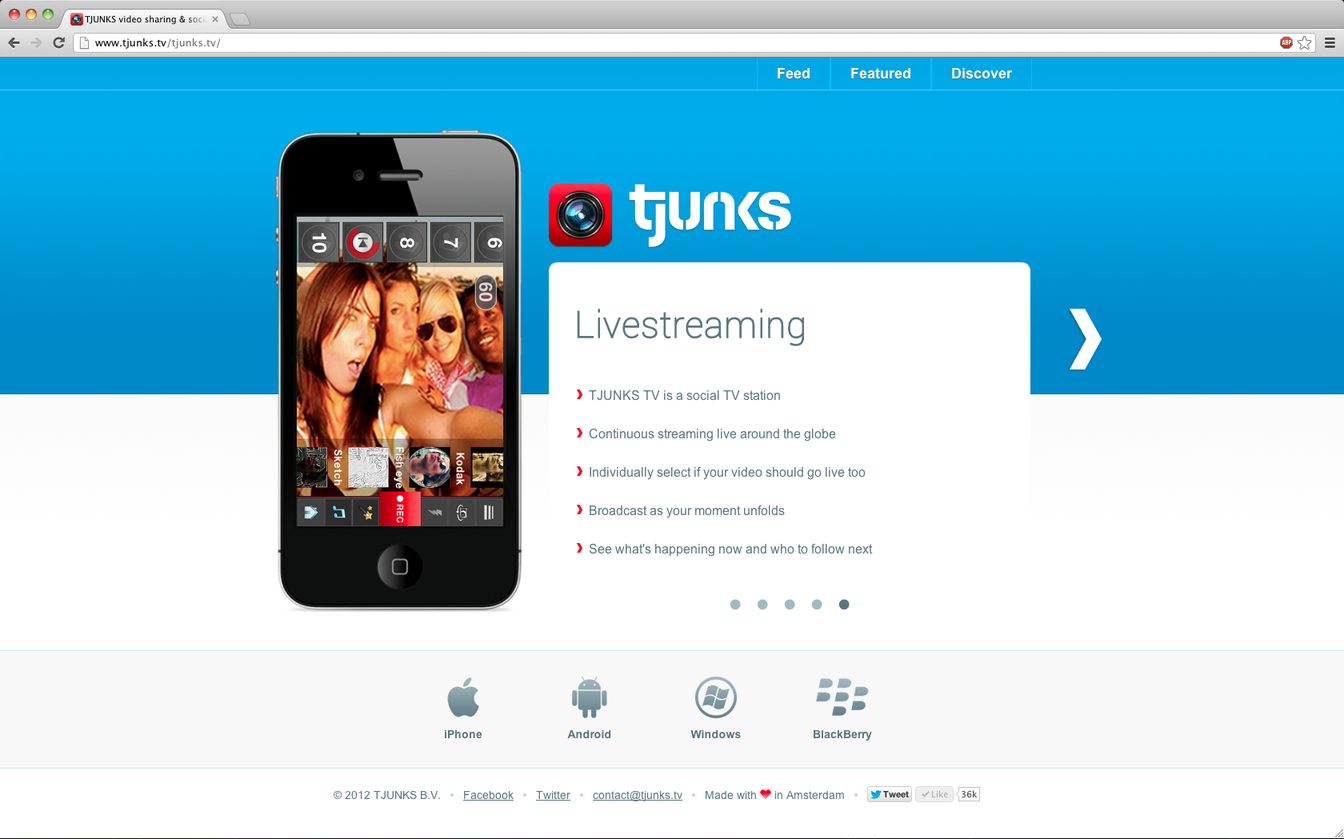 TJUNKS video sharing & soci
www.tjunks.tv/tjunks.tv/
ABP
Feed
Featured
Discover
tjunks
10
8
7
6
60
Sketch
Fish eye
Kodak
REC
Livestreaming
TJUNKS TV is a social TV station
Continuous streaming live around the globe
Individually select if your video should go live too
Broadcast as your moment unfolds
See what's happening now and who to follow next
iPhone
Android
Windows
BlackBerry
© 2012 TJUNKS B.V. • Facebook • Twitter • contact@tjunks.tv • Made with ❤ in Amsterdam • Tweet Like 36k